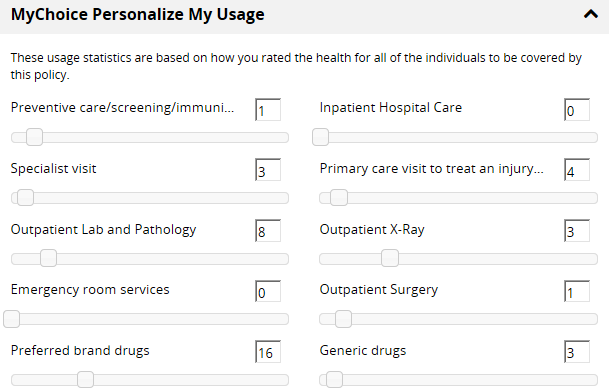 MyChoice Personalize My Usage
These usage statistics are based on how you rated the health for all of the individuals to be covered by
this policy.
Preventive care/screening/immuni... 1 Inpatient Hospital Care 0
Specialist visit 3 Primary care visit to treat an injury... 4
Outpatient Lab and Pathology 8 Outpatient X-Ray 3
Emergency room services 0 Outpatient Surgery 1
Preferred brand drugs 16 Generic drugs 3